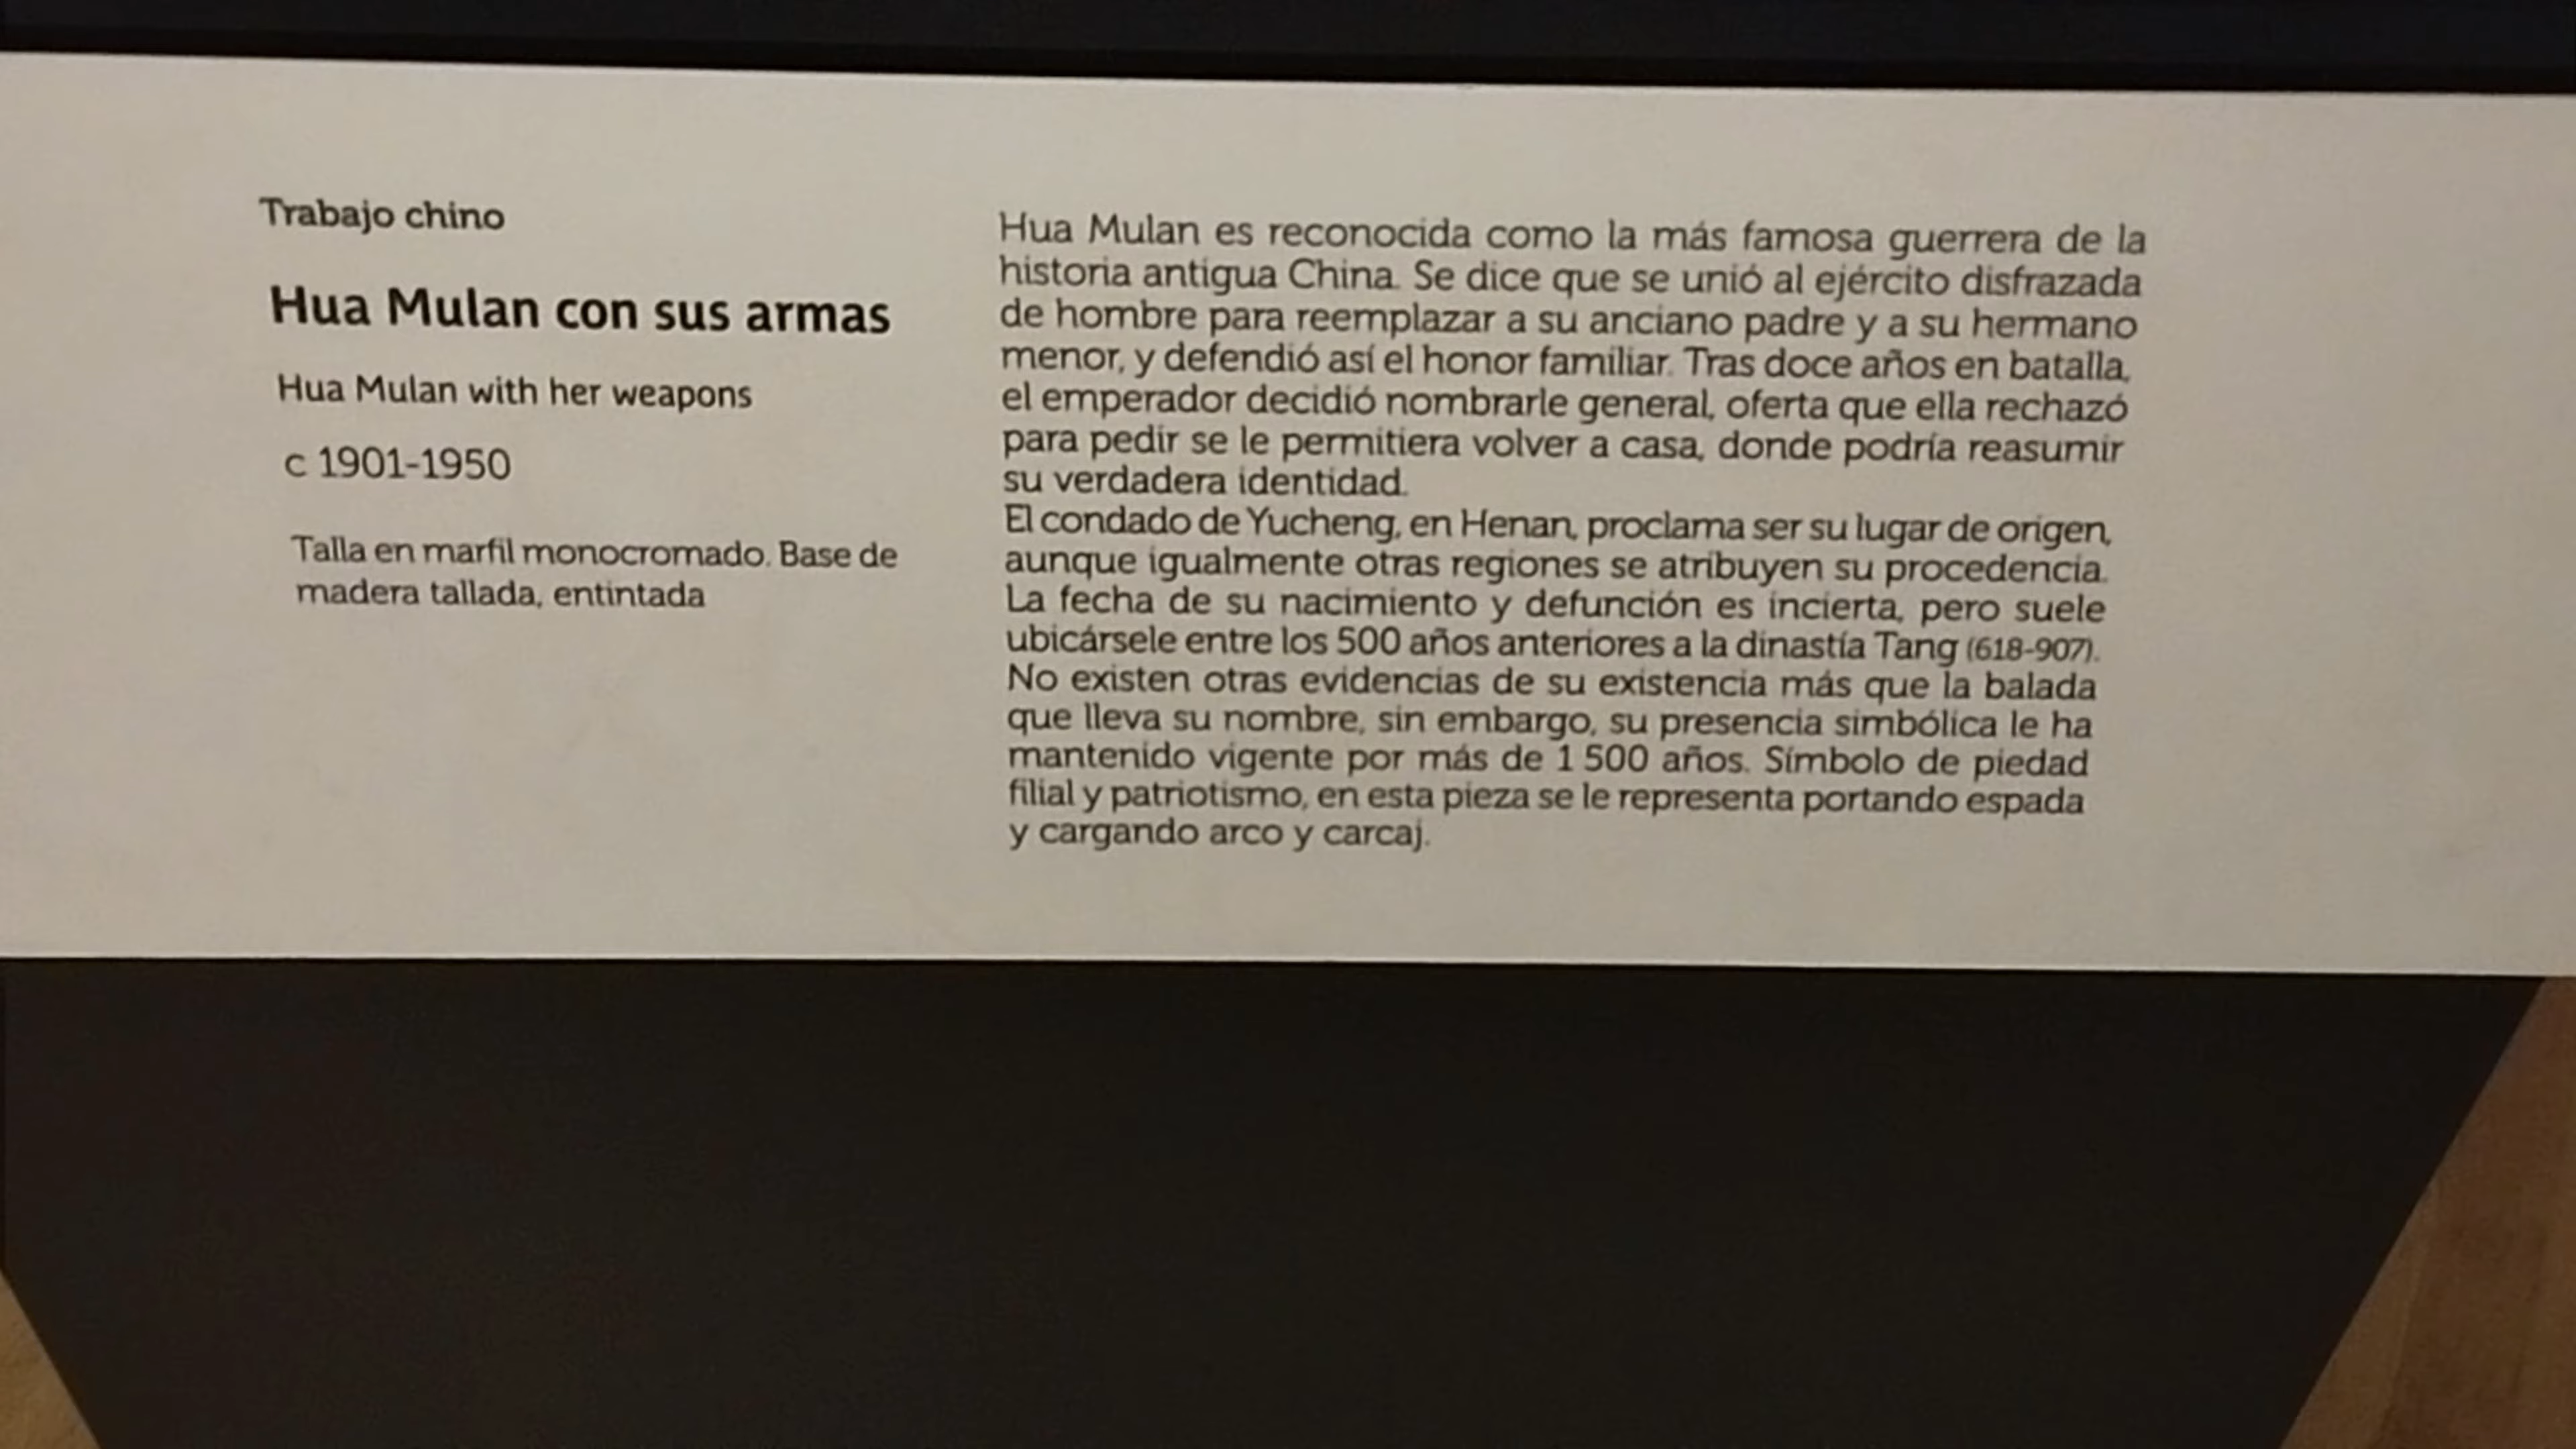 Trabajo chino
Hua Mulan con sus armas
Hua Mulan with her weapons
c 1901-1950
Talla en marfil monocromado. Base de
madera tallada, entintada
Hua Mulan es reconocida como la más famosa guerrera de la
historia antigua China. Se dice que se unió al ejército disfrazada
de hombre para reemplazar a su anciano padre y a su hermano
menor, y defendió así el honor familiar. Tras doce años en batalla,
el emperador decidió nombrarle general, oferta que ella rechazó
para pedir se le permitiera volver a casa, donde podría reasumir
su verdadera identidad.
El condado de Yucheng, en Henan, proclama ser su lugar de origen,
aunque igualmente otras regiones se atribuyen su procedencia.
La fecha de su nacimiento y defunción es incierta, pero suele
ubicársele entre los 500 años anteriores a la dinastía Tang (618-907).
No existen otras evidencias de su existencia más que la balada
que lleva su nombre, sin embargo, su presencia simbólica le ha
mantenido vigente por más de 1 500 años. Símbolo de piedad
filial y patriotismo, en esta pieza se le representa portando espada
y cargando arco y carcaj.